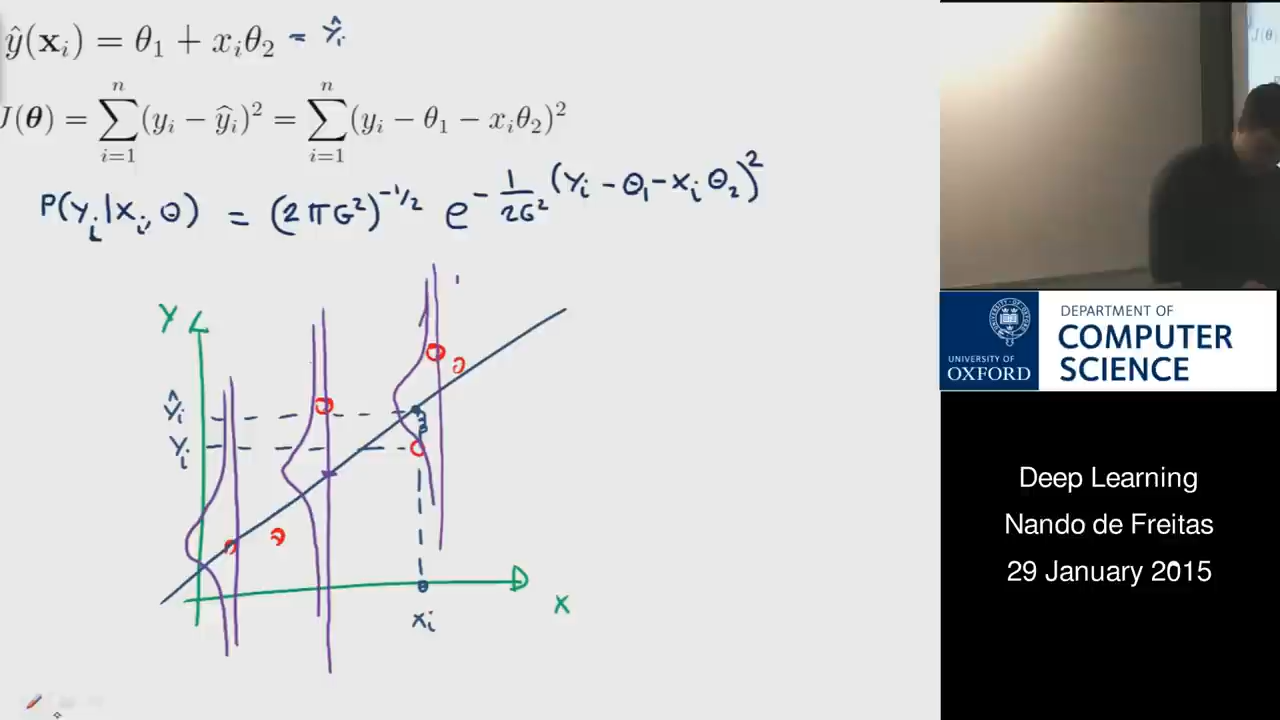 ŷ(𝐱ᵢ) = θ₁ + xᵢθ₂ = ŷᵢ
J(𝜽) = ∑ᵢ₌₁ⁿ (yᵢ − ŷᵢ)² = ∑ᵢ₌₁ⁿ (yᵢ − θ₁ − xᵢθ₂)²
P(yᵢ|xᵢ, θ) = (2πσ²)^{-1/2} e^{-1/(2σ²) (yᵢ − θ₁ − xᵢθ₂)²}
Y
ŷᵢ
yᵢ
xᵢ
X
J(θ)
UNIVERSITY OF
OXFORD
DEPARTMENT OF
COMPUTER
SCIENCE
Deep Learning
Nando de Freitas
29 January 2015